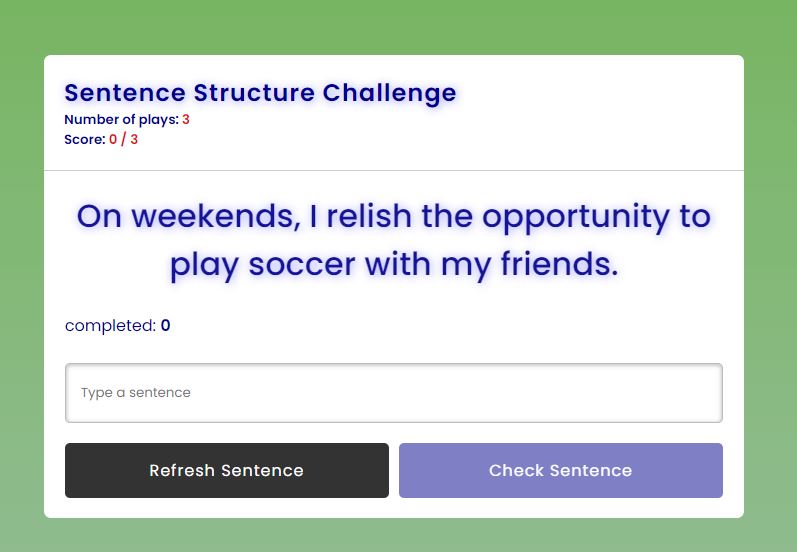 Sentence Structure Challenge
Number of plays: 3
Score: 0 / 3
On weekends, I relish the opportunity to
play soccer with my friends.
completed: 0
Type a sentence
Refresh Sentence
Check Sentence